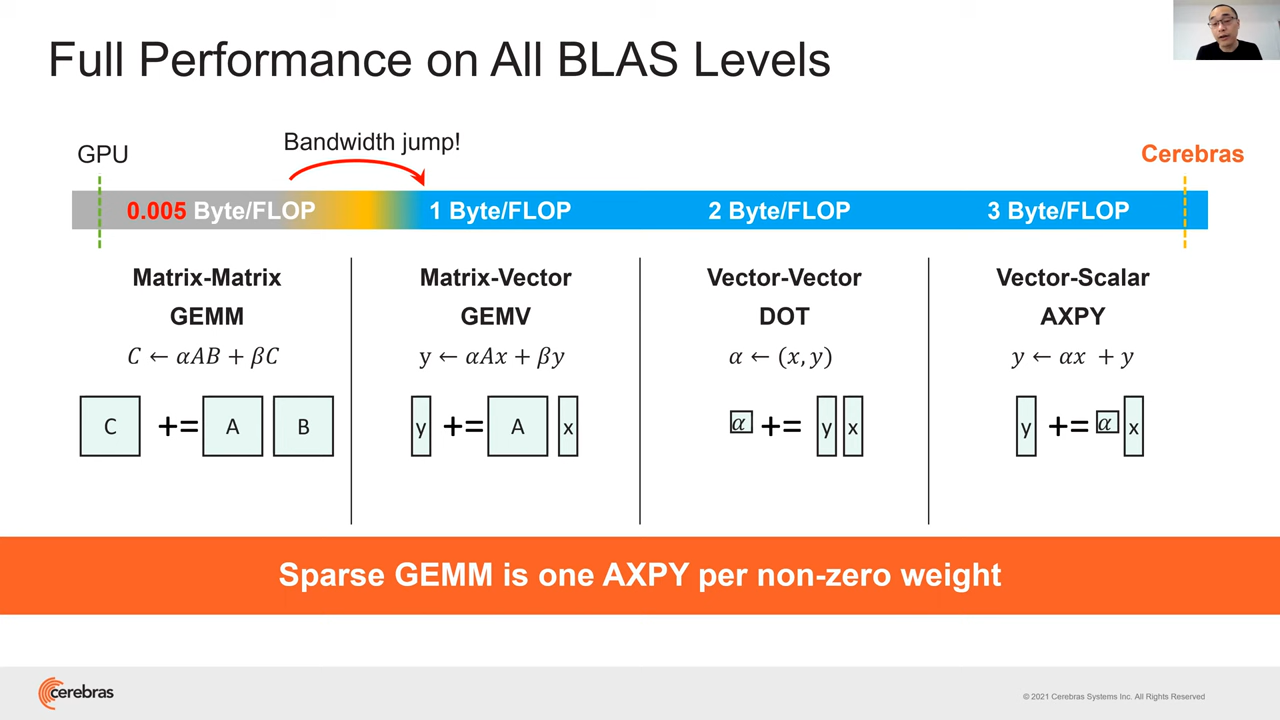 Full Performance on All BLAS Levels
GPU
Bandwidth jump!
Cerebras
0.005 Byte/FLOP
1 Byte/FLOP
2 Byte/FLOP
3 Byte/FLOP
Matrix-Matrix
GEMM
C ← αAB + βC
C += A B
Matrix-Vector
GEMV
y ← αAx + βy
y += A x
Vector-Vector
DOT
α ← (x, y)
α += y x
Vector-Scalar
AXPY
y ← αx + y
y += α x
Sparse GEMM is one AXPY per non-zero weight
cerebras
© 2021 Cerebras Systems Inc. All Rights Reserved